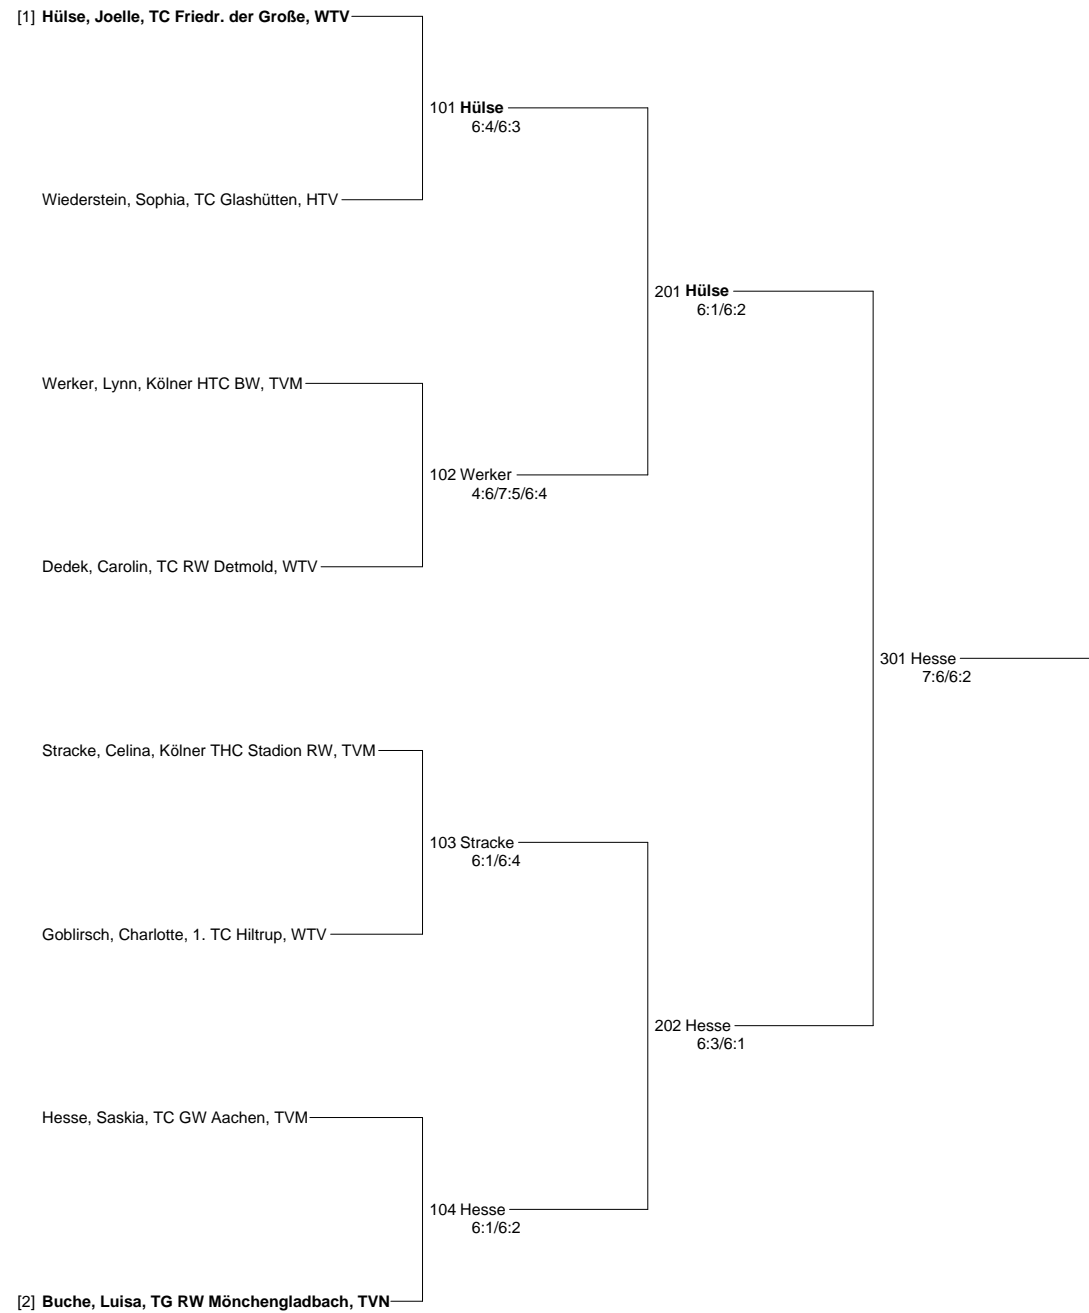 [1] Hülse, Joelle, TC Friedr. der Große, WTV
101 Hülse
6:4/6:3
Wiederstein, Sophia, TC Glashütten, HTV
201 Hülse
6:1/6:2
Werker, Lynn, Kölner HTC BW, TVM
102 Werker
4:6/7:5/6:4
Dedek, Carolin, TC RW Detmold, WTV
301 Hesse
7:6/6:2
Stracke, Celina, Kölner THC Stadion RW, TVM
103 Stracke
6:1/6:4
Goblirsch, Charlotte, 1. TC Hiltrup, WTV
202 Hesse
6:3/6:1
Hesse, Saskia, TC GW Aachen, TVM
104 Hesse
6:1/6:2
[2] Buche, Luisa, TG RW Mönchengladbach, TVN